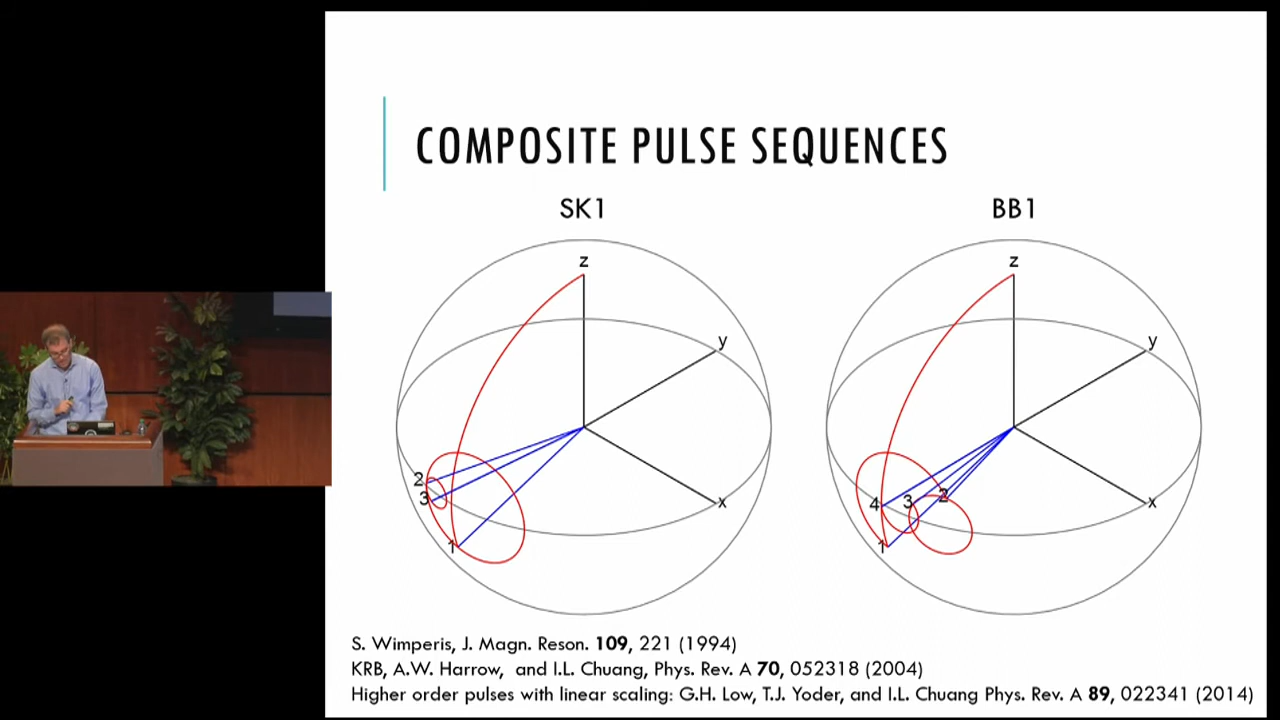 COMPOSITE PULSE SEQUENCES
SK1
BB1
z
y
x
2
3
1
z
y
x
4
3
2
1
S. Wimperis, J. Magn. Reson. 109, 221 (1994)
KRB, A.W. Harrow, and I.L. Chuang, Phys. Rev. A 70, 052318 (2004)
Higher order pulses with linear scaling: G.H. Low, T.J. Yoder, and I.L. Chuang Phys. Rev. A 89, 022341 (2014)